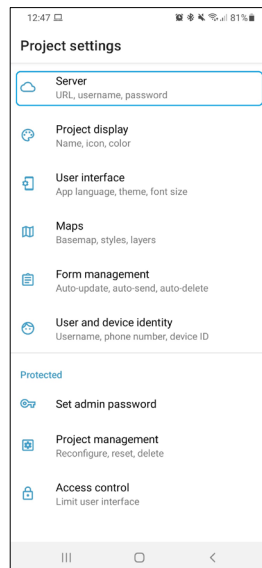 12:47 81%
Project settings
Server
URL, username, password
Project display
Name, icon, color
User interface
App language, theme, font size
Maps
Basemap, styles, layers
Form management
Auto-update, auto-send, auto-delete
User and device identity
Username, phone number, device ID
Protected
Set admin password
Project management
Reconfigure, reset, delete
Access control
Limit user interface